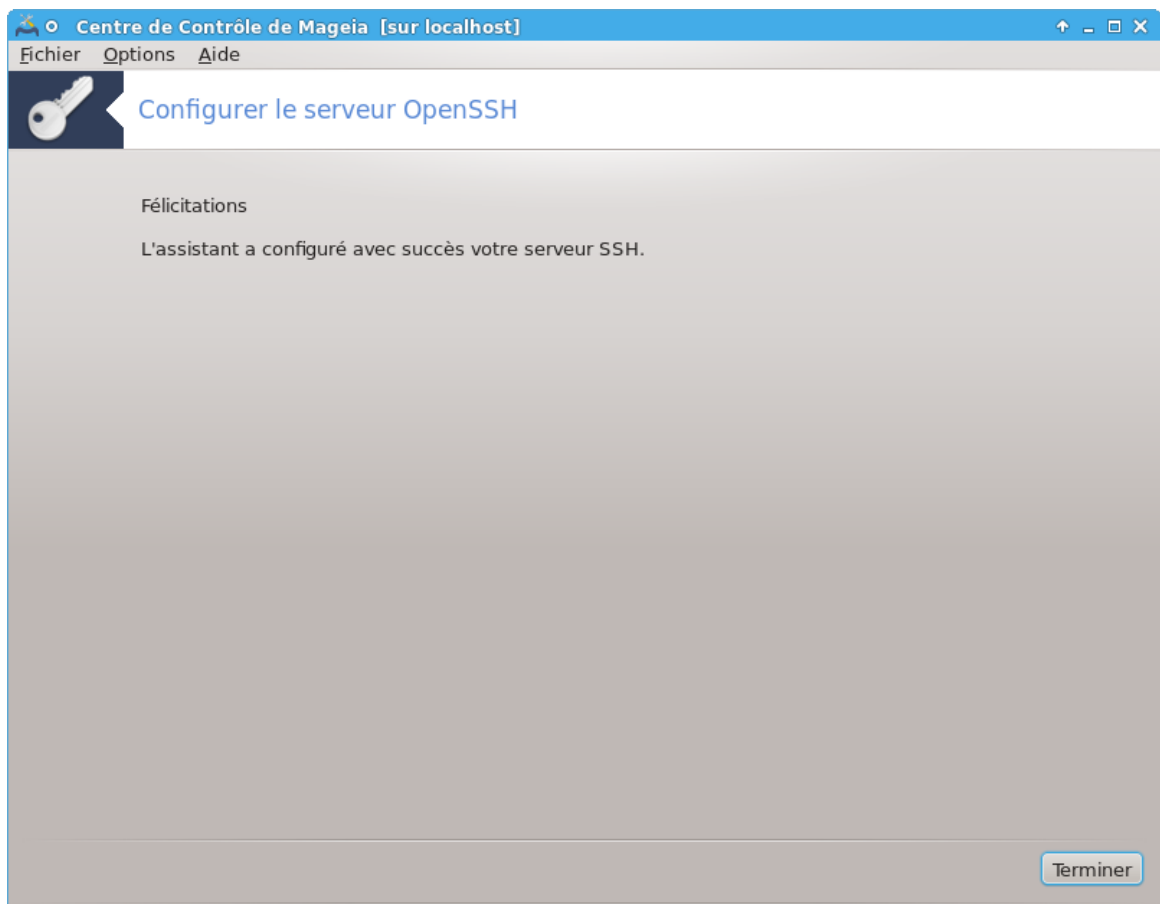 Centre de Contrôle de Mageia [sur localhost]
Fichier Options Aide
Configurer le serveur OpenSSH
Félicitations
L'assistant a configuré avec succès votre serveur SSH.
Terminer